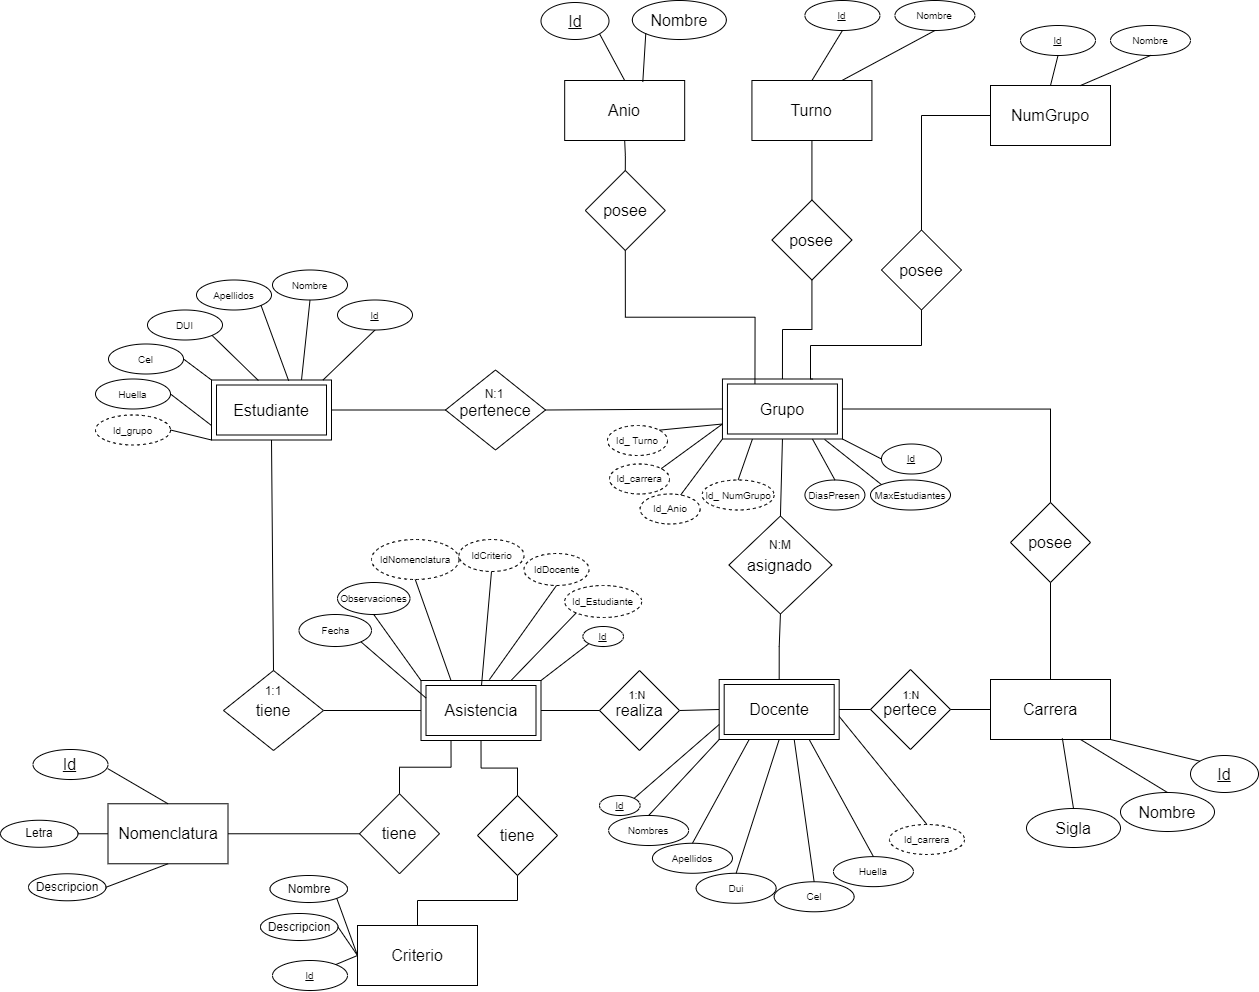 Id
Nombre
Id
Nombre
Id
Nombre
Anio
Turno
NumGrupo
posee
posee
posee
Apellidos
Nombre
DUI
Id
Cel
Huella
Id_grupo
Estudiante
N:1
pertenece
Grupo
Id_ Turno
Id_carrera
Id_Anio
Id_ NumGrupo
DiasPresen
MaxEstudiantes
Id
N:M
asignado
posee
IdNomenclatura
IdCriterio
IdDocente
Observaciones
Id_Estudiante
Fecha
Id
1:1
tiene
Asistencia
1:N
realiza
Docente
1:N
pertece
Carrera
Id
Nomenclatura
Letra
Descripcion
tiene
tiene
Id
Nombres
Apellidos
Dui
Cel
Huella
Id_carrera
Sigla
Nombre
Id
Nombre
Descripcion
Id
Criterio